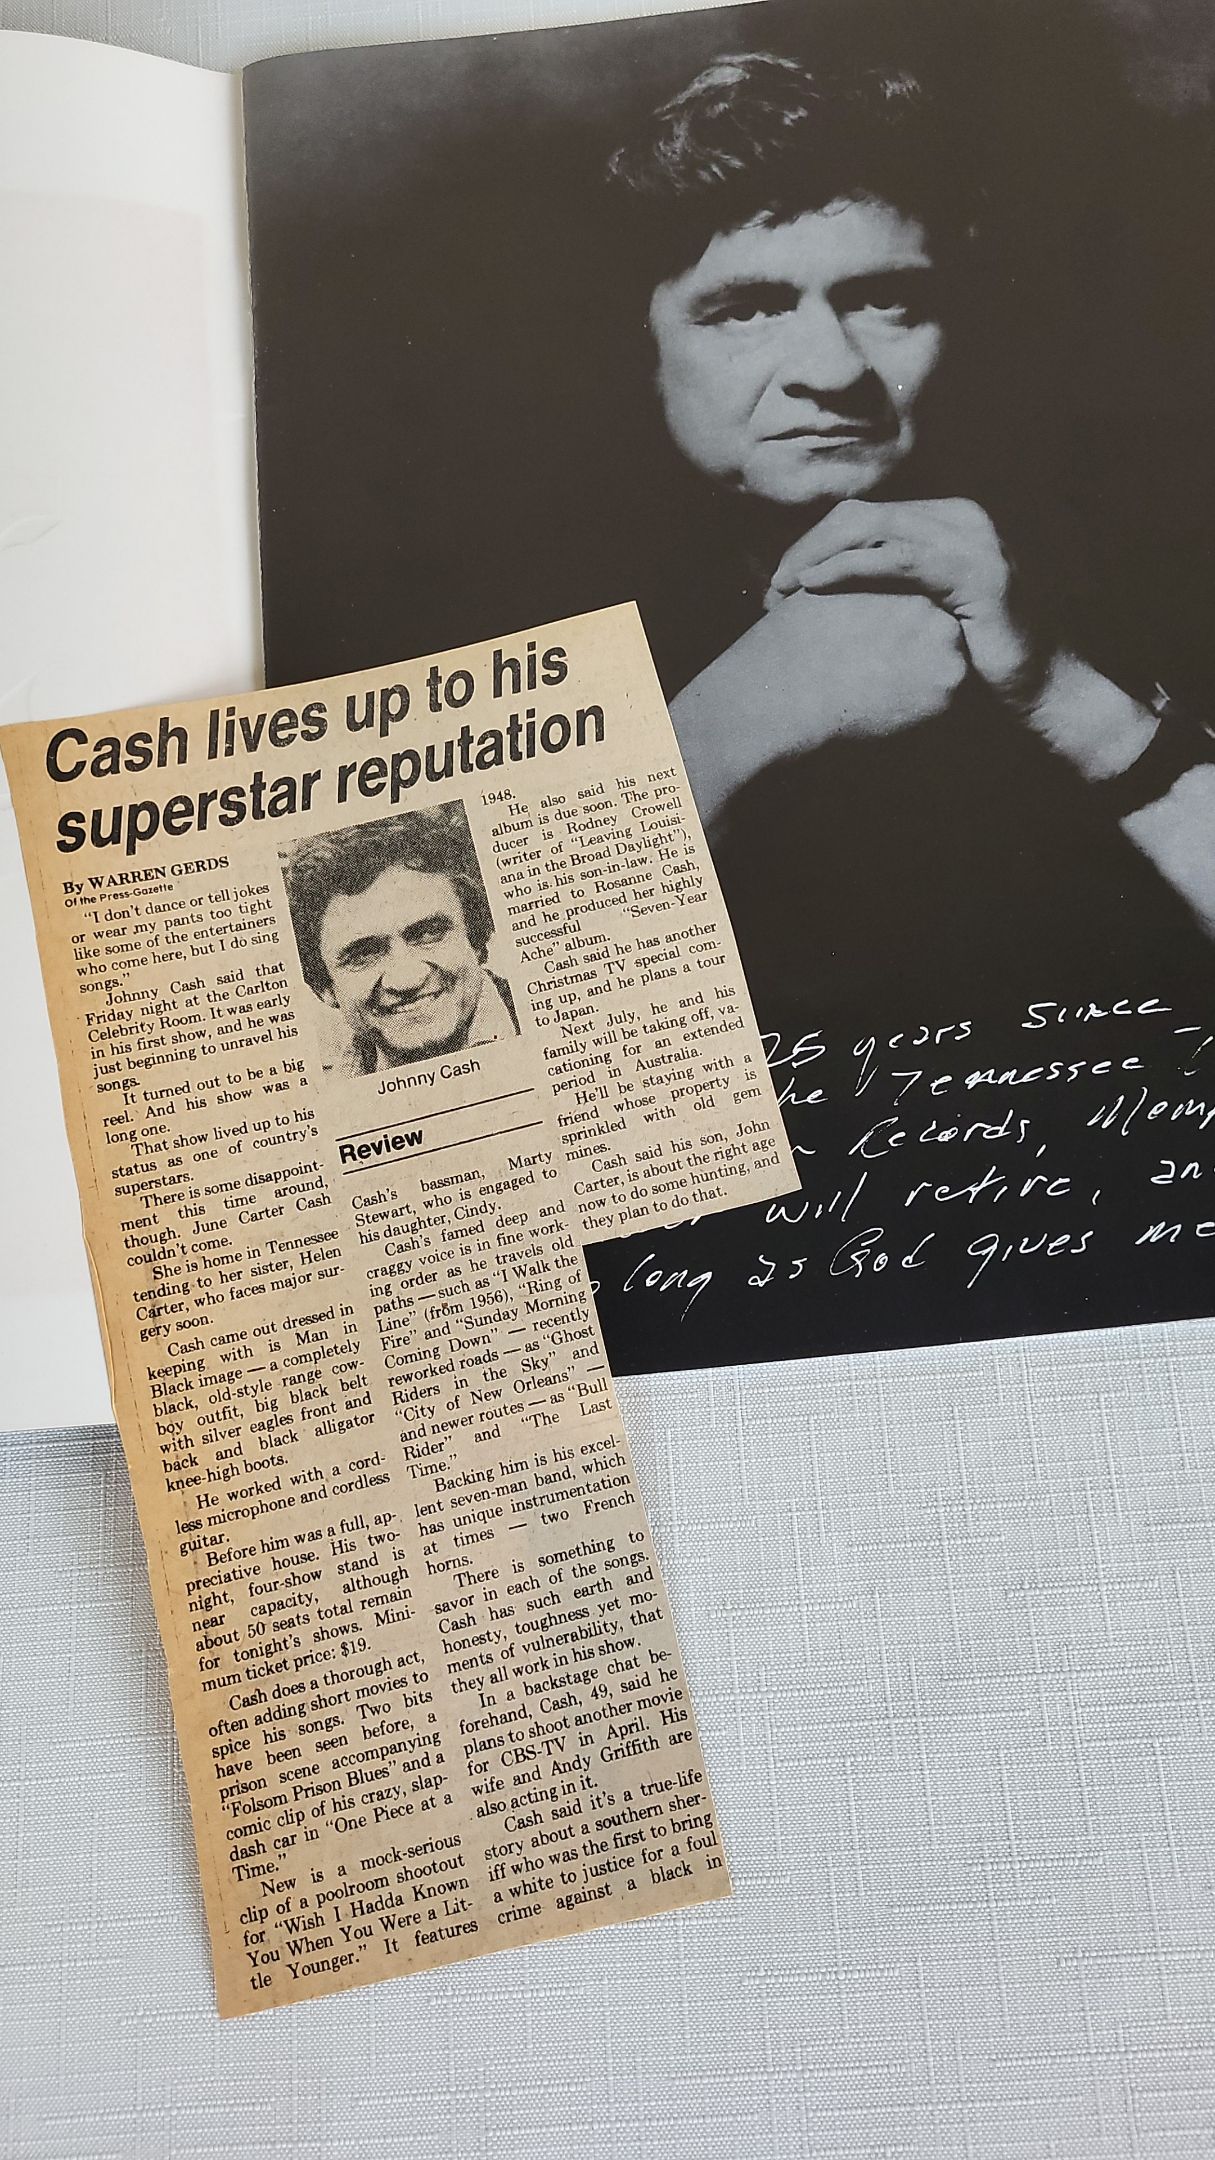 Cash lives up to his
superstar reputation
By WARREN GERDS
Of the Press-Gazette
"I don't dance or tell jokes
or wear my pants too tight
like some of the entertainers
who come here, but I do sing
songs."
Johnny Cash said that
Friday night at the Carlton
Celebrity Room. It was early
in his first show, and he was
just beginning to unravel his
songs.
It turned out to be a big
reel. And his show was a
long one.
That show lived up to his
status as one of country's
superstars.
There is some disappoint-
ment this time around,
though. June Carter Cash
couldn't come.
She is home in Tennessee
tending to her sister, Helen
Carter, who faces major sur-
gery soon.
Cash came out dressed in
keeping with is Man in
Black image — a completely
black, old-style range cow-
boy outfit, big black belt
with silver eagles front and
back and black alligator
knee-high boots.
He worked with a cord-
less microphone and cordless
guitar.
Before him was a full, ap-
preciative house. His two-
night, four-show stand is
near capacity, although
about 50 seats total remain
for tonight's shows. Mini-
mum ticket price: $19.
Cash does a thorough act,
often adding short movies to
spice his songs. Two bits
have been seen before, a
prison scene accompanying
"Folsom Prison Blues" and a
comic clip of his crazy, slap-
dash car in "One Piece at a
Time."
New is a mock-serious
clip of a poolroom shootout
for "Wish I Hadda Known
You When You Were a Lit-
tle Younger." It features
Johnny Cash
Review
Cash's bassman, Marty
Stewart, who is engaged to
his daughter, Cindy.
Cash's famed deep and
craggy voice is in fine work-
ing order as he travels old
paths — such as "I Walk the
Line" (from 1956), "Ring of
Fire" and "Sunday Morning
Coming Down" — recently
reworked roads — as "Ghost
Riders in the Sky" and
"City of New Orleans" —
and newer routes — as "Bull
Rider" and "The Last
Time."
Backing him is his excel-
lent seven-man band, which
has unique instrumentation
at times — two French
horns.
There is something to
savor in each of the songs.
Cash has such earth and
honesty, toughness yet mo-
ments of vulnerability, that
they all work in his show.
In a backstage chat be-
forehand, Cash, 49, said he
plans to shoot another movie
for CBS-TV in April. His
wife and Andy Griffith are
also acting in it.
Cash said it's a true-life
story about a southern sher-
iff who was the first to bring
a white to justice for a foul
crime against a black in
1948.
He also said his next
album is due soon. The pro-
ducer is Rodney Crowell
(writer of "Leaving Louisi-
ana in the Broad Daylight"),
who is his son-in-law. He is
married to Rosanne Cash,
and he produced her highly
successful "Seven-Year
Ache" album.
Cash said he has another
Christmas TV special com-
ing up, and he plans a tour
to Japan.
Next July, he and his
family will be taking off, va-
cationing for an extended
period in Australia.
He'll be staying with a
friend whose property is
sprinkled with old gem
mines.
Cash said his son, John
Carter, is about the right age
now to do some hunting, and
they plan to do that.
25 years since
Tennessee
Records,
will retire,
long as God gives me